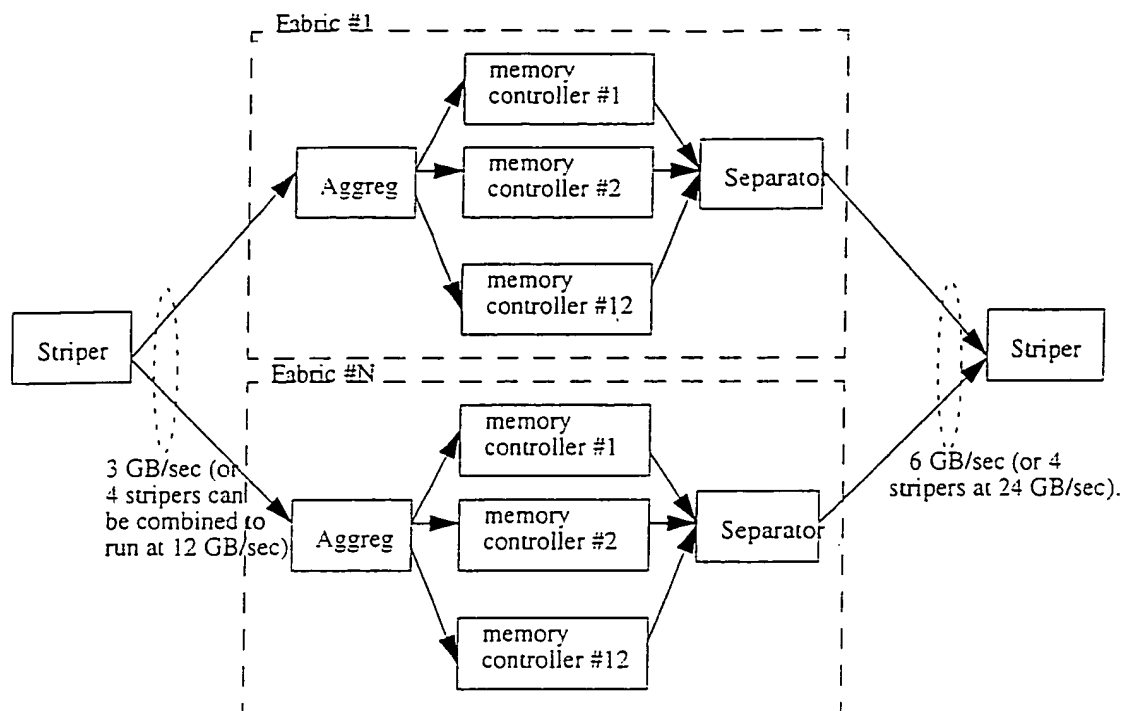 Fabric #1
memory
controller #1
Aggreg
memory
controller #2
Separator
memory
controller #12
Striper
Striper
Fabric #N
3 GB/sec (or
4 stripers can
be combined to
run at 12 GB/sec)
memory
controller #1
Aggreg
memory
controller #2
Separator
memory
controller #12
6 GB/sec (or 4
stripers at 24 GB/sec).